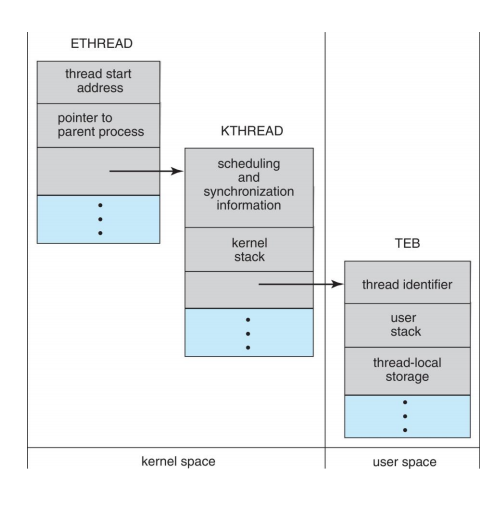 ETHREAD
thread start
address
pointer to
parent process
KTHREAD
scheduling
and
synchronization
information
kernel
stack
TEB
thread identifier
user
stack
thread-local
storage
kernel space
user space